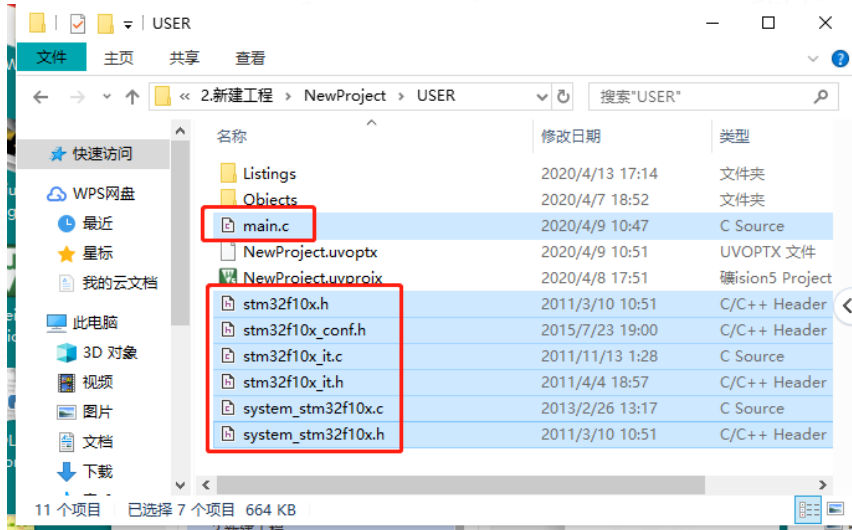 USER
文件 主页 共享 查看
« 2.新建工程 › NewProject › USER 搜索"USER"
名称 修改日期 类型
快速访问
WPS网盘
最近
星标
我的云文档
此电脑
3D 对象
视频
图片
文档
下载
Listings 2020/4/13 17:14 文件夹
Objects 2020/4/7 18:52 文件夹
main.c 2020/4/9 10:47 C Source
NewProject.uvoptx 2020/4/9 10:51 UVOPTX 文件
NewProject.uvprojx 2020/4/8 17:51 礦ision5 Project
stm32f10x.h 2011/3/10 10:51 C/C++ Header
stm32f10x_conf.h 2015/7/23 19:00 C/C++ Header
stm32f10x_it.c 2011/11/13 1:28 C Source
stm32f10x_it.h 2011/4/4 18:57 C/C++ Header
system_stm32f10x.c 2013/2/26 13:17 C Source
system_stm32f10x.h 2011/3/10 10:51 C/C++ Header
11 个项目 已选择 7 个项目 664 KB